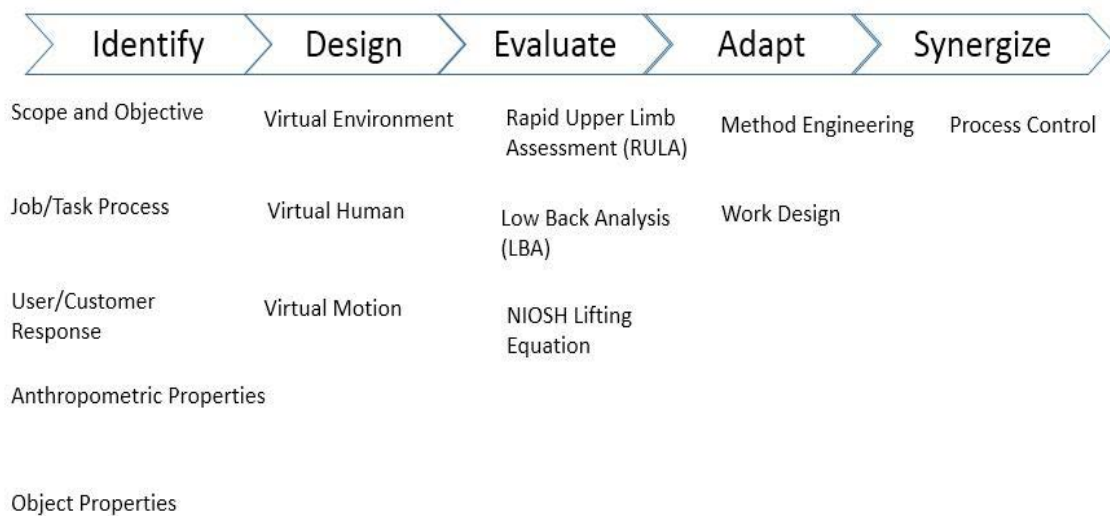 Identify
Design
Evaluate
Adapt
Synergize
Scope and Objective
Job/Task Process
User/Customer
Response
Anthropometric Properties
Object Properties
Virtual Environment
Virtual Human
Virtual Motion
Rapid Upper Limb
Assessment (RULA)
Low Back Analysis
(LBA)
NIOSH Lifting
Equation
Method Engineering
Work Design
Process Control